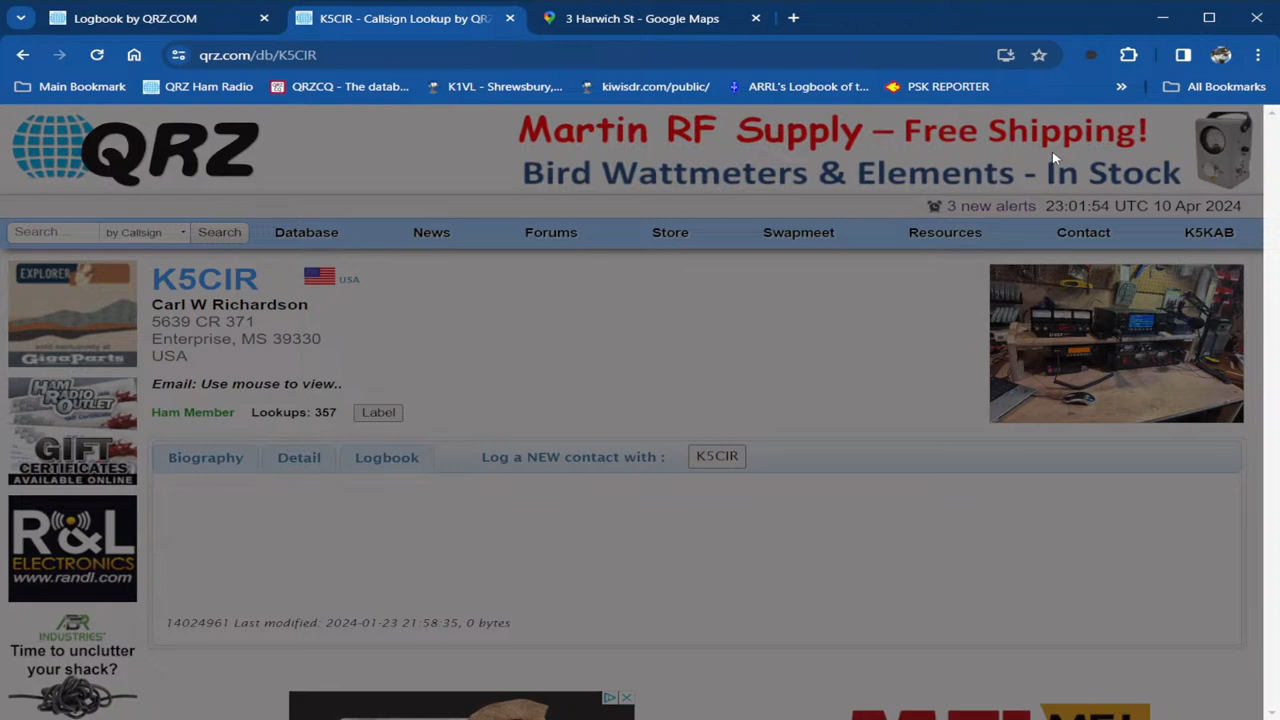 Logbook by QRZ.COM
K5CIR - Callsign Lookup by QRZ
3 Harwich St - Google Maps
qrz.com/db/K5CIR
Main Bookmark
QRZ Ham Radio
QRZCQ - The datab...
K1VL - Shrewsbury,...
kiwisdr.com/public/
ARRL's Logbook of t...
PSK REPORTER
»
All Bookmarks
QRZ
Martin RF Supply – Free Shipping!
Bird Wattmeters & Elements - In Stock
3 new alerts 23:01:54 UTC 10 Apr 2024
Search ...
by Callsign
Search
Database
News
Forums
Store
Swapmeet
Resources
Contact
K5KAB
EXPLORER
GigaParts
HAM RADIO OUTLET
GIFT
CERTIFICATES
AVAILABLE ONLINE
R&L
ELECTRONICS
www.randl.com
ABR
INDUSTRIES
Time to unclutter
your shack?
K5CIR
USA
Carl W Richardson
5639 CR 371
Enterprise, MS 39330
USA
Email: Use mouse to view..
Ham Member
Lookups: 357
Label
Biography
Detail
Logbook
Log a NEW contact with :
K5CIR
14024961 Last modified: 2024-01-23 21:58:35, 0 bytes